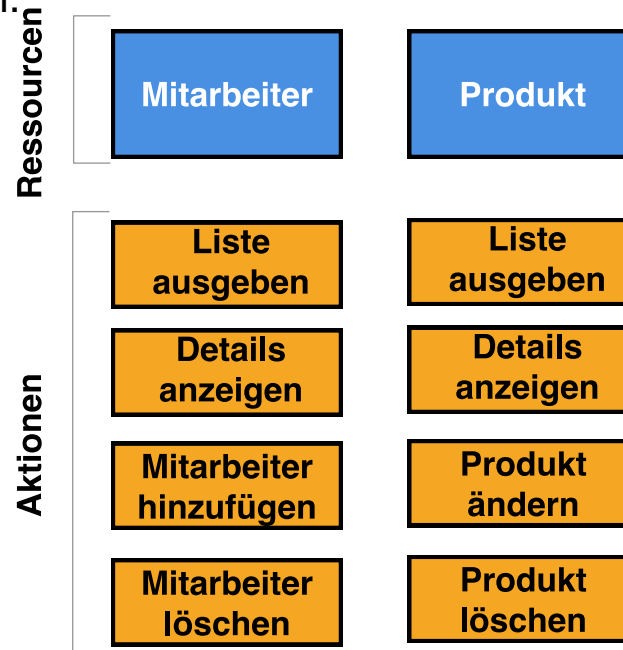 Ressourcen
Mitarbeiter
Produkt
Aktionen
Liste
ausgeben
Liste
ausgeben
Details
anzeigen
Details
anzeigen
Mitarbeiter
hinzufügen
Produkt
ändern
Mitarbeiter
löschen
Produkt
löschen